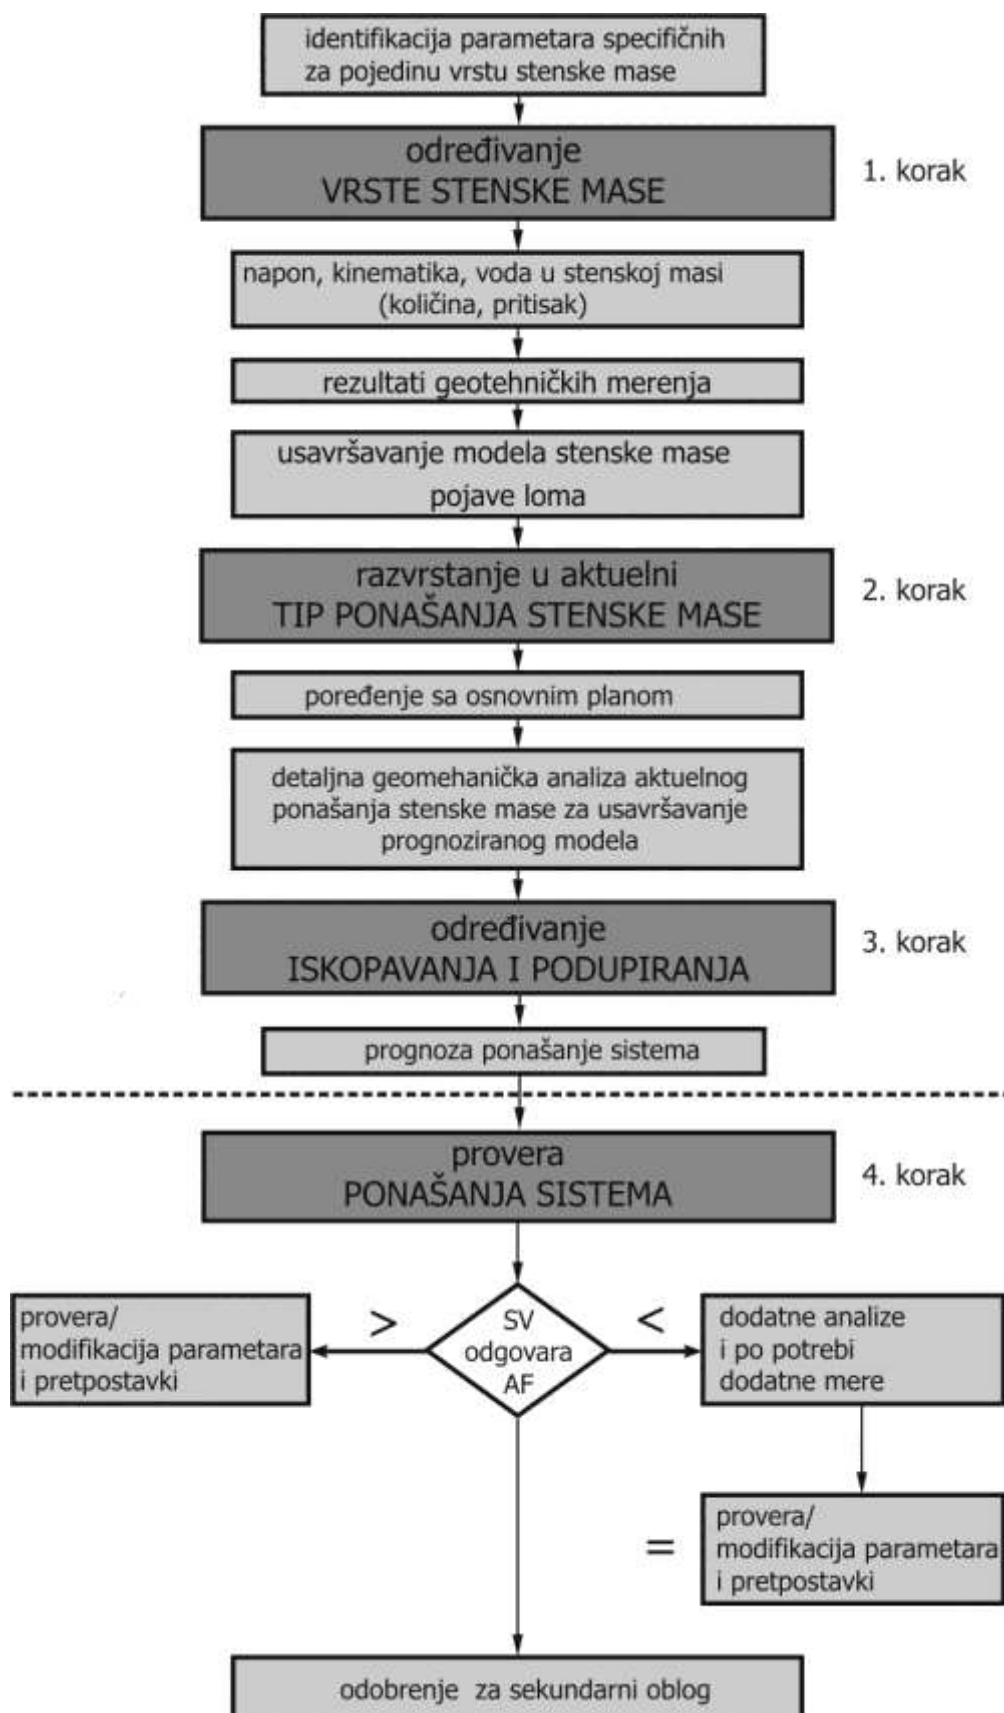 identifikacija parametara specifičnih
za pojedinu vrstu stenske mase
određivanje
VRSTE STENSKE MASE
1. korak
napon, kinematika, voda u stenskoj masi
(količina, pritisak)
rezultati geotehničkih merenja
usavršavanje modela stenske mase
pojave loma
razvrstanje u aktuelni
TIP PONAŠANJA STENSKE MASE
2. korak
poređenje sa osnovnim planom
detaljna geomehanička analiza aktuelnog
ponašanja stenske mase za usavršavanje
prognoziranog modela
određivanje
ISKOPAVANJA I PODUPIRANJA
3. korak
prognoza ponašanje sistema
provera
PONAŠANJA SISTEMA
4. korak
provera/
modifikacija parametara
i pretpostavki
>
SV
odgovara
AF
<
dodatne analize
i po potrebi
dodatne mere
=
provera/
modifikacija parametara
i pretpostavki
odobrenje za sekundarni oblog